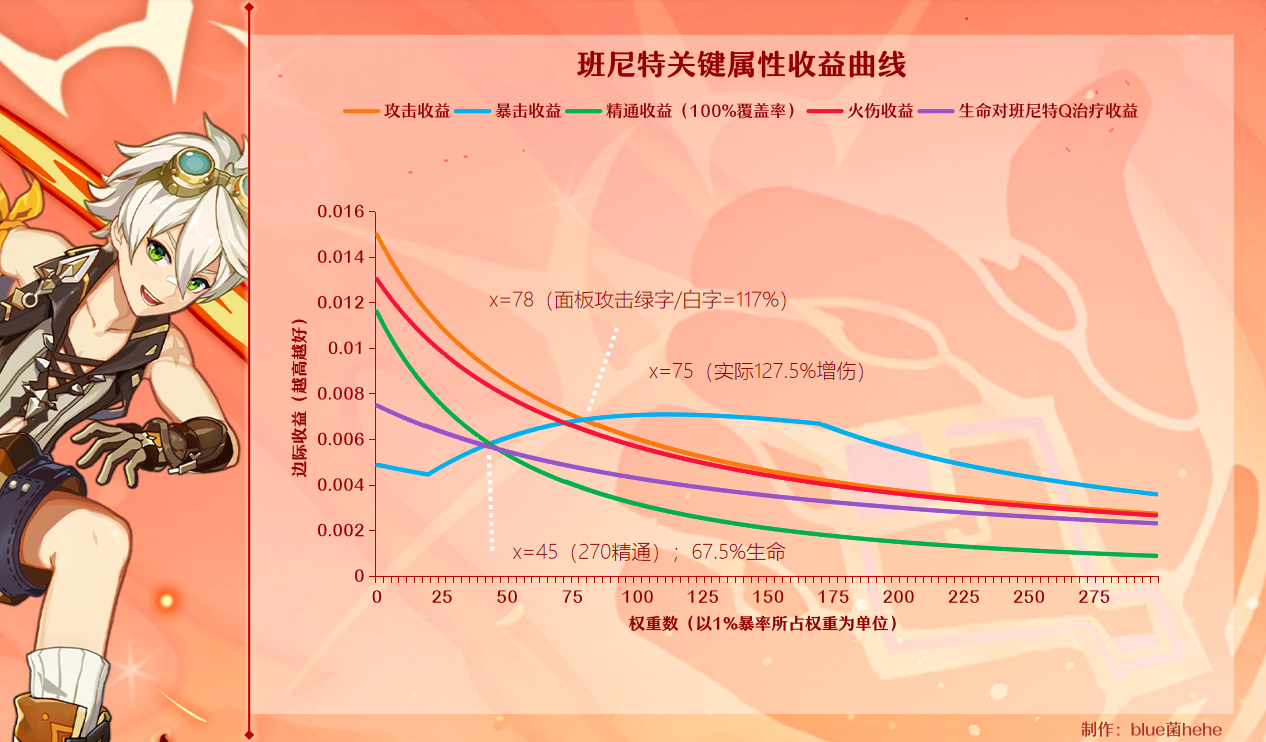 班尼特关键属性收益曲线
攻击收益 暴击收益 精通收益（100%覆盖率） 火伤收益 生命对班尼特Q治疗收益
0.016
0.014
0.012
0.01
0.008
0.006
0.004
0.002
0
边际收益（越高越好）
x=78（面板攻击绿字/白字=117%）
x=75（实际127.5%增伤）
x=45（270精通）；67.5%生命
0 25 50 75 100 125 150 175 200 225 250 275
权重数（以1%暴率所占权重为单位）
制作：blue菌hehe